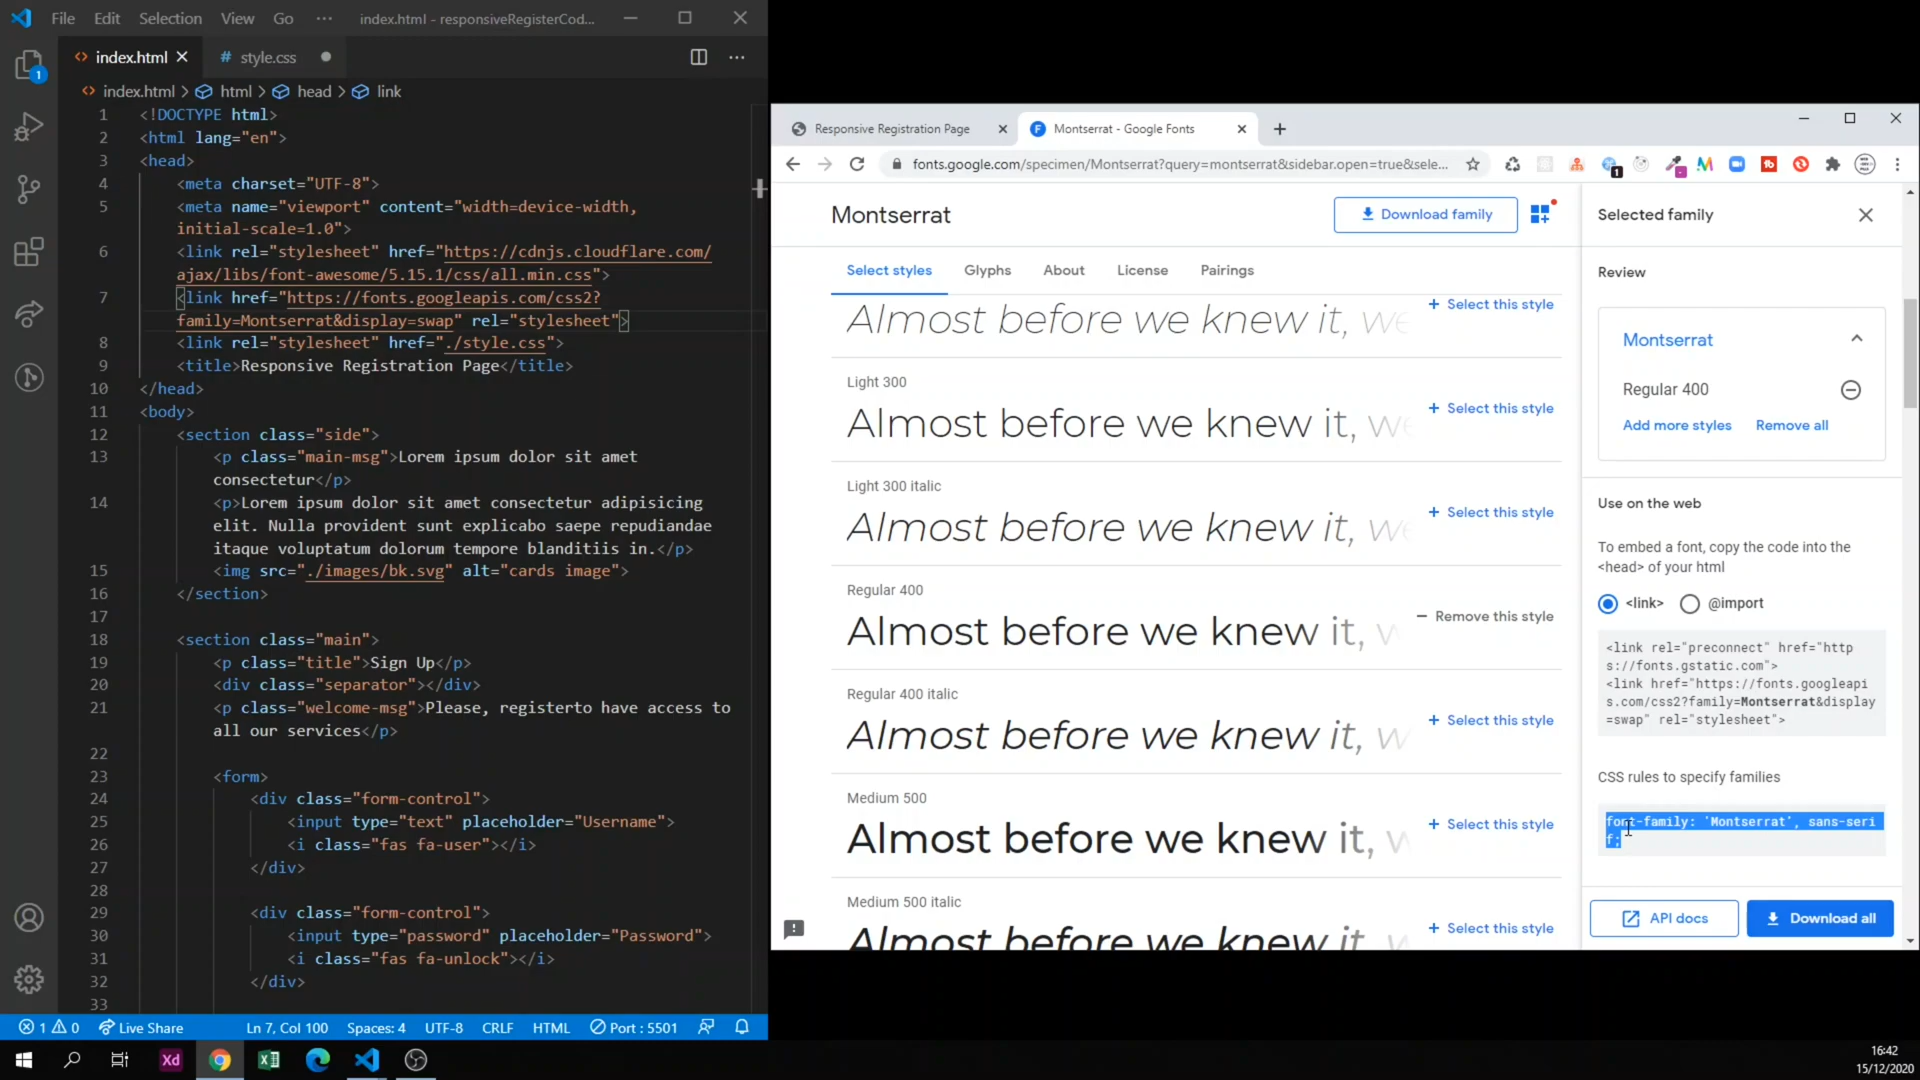 File Edit Selection View Go ··· index.html - responsiveRegisterCod...
index.html
# style.css
index.html > html > head > link
1 <!DOCTYPE html>
2 <html lang="en">
3 <head>
4 <meta charset="UTF-8">
5 <meta name="viewport" content="width=device-width,
initial-scale=1.0">
6 <link rel="stylesheet" href="https://cdnjs.cloudflare.com/
ajax/libs/font-awesome/5.15.1/css/all.min.css">
7 <link href="https://fonts.googleapis.com/css2?
family=Montserrat&display=swap" rel="stylesheet">
8 <link rel="stylesheet" href="./style.css">
9 <title>Responsive Registration Page</title>
10 </head>
11 <body>
12 <section class="side">
13 <p class="main-msg">Lorem ipsum dolor sit amet
consectetur</p>
14 <p>Lorem ipsum dolor sit amet consectetur adipisicing
elit. Nulla provident sunt explicabo saepe repudiandae
itaque voluptatum dolorum tempore blanditiis in.</p>
15 <img src="./images/bk.svg" alt="cards image">
16 </section>
17
18 <section class="main">
19 <p class="title">Sign Up</p>
20 <div class="separator"></div>
21 <p class="welcome-msg">Please, registerto have access to
all our services</p>
22
23 <form>
24 <div class="form-control">
25 <input type="text" placeholder="Username">
26 <i class="fas fa-user"></i>
27 </div>
28
29 <div class="form-control">
30 <input type="password" placeholder="Password">
31 <i class="fas fa-unlock"></i>
32 </div>
33
1 0 Live Share Ln 7, Col 100 Spaces: 4 UTF-8 CRLF HTML Port : 5501
Responsive Registration Page
Montserrat - Google Fonts
fonts.google.com/specimen/Montserrat?query=montserrat&sidebar.open=true&sele...
Montserrat
Download family
Select styles Glyphs About License Pairings
Almost before we knew it, we
+ Select this style
Light 300
Almost before we knew it, we
+ Select this style
Light 300 italic
Almost before we knew it, we
+ Select this style
Regular 400
Almost before we knew it, w
— Remove this style
Regular 400 italic
Almost before we knew it, w
+ Select this style
Medium 500
Almost before we knew it, w
+ Select this style
Medium 500 italic
Almost before we knew it, w
+ Select this style
Selected family
Review
Montserrat
Regular 400
Add more styles Remove all
Use on the web
To embed a font, copy the code into the
<head> of your html
<link> @import
<link rel="preconnect" href="http
s://fonts.gstatic.com">
<link href="https://fonts.googleapi
s.com/css2?family=Montserrat&display
=swap" rel="stylesheet">
CSS rules to specify families
font-family: 'Montserrat', sans-seri
f;
API docs
Download all
Xd
16:42
15/12/2020